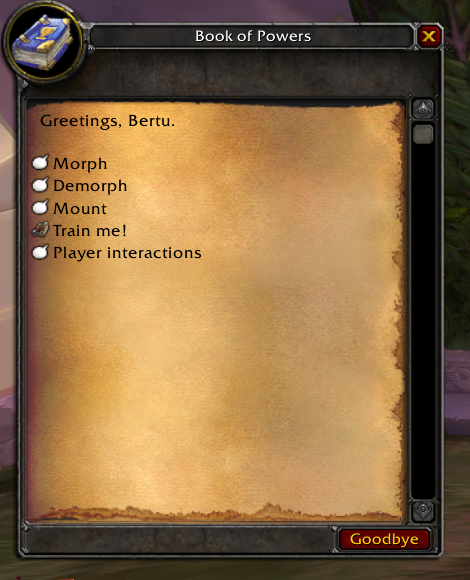 Book of Powers
Greetings, Bertu.
Morph
Demorph
Mount
Train me!
Player interactions
Goodbye